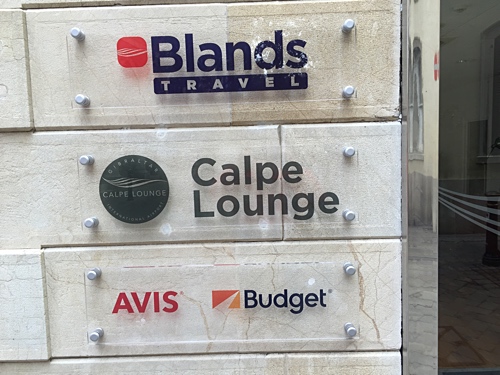 Blands
TRAVEL
GIBRALTAR
CALPE LOUNGE
Calpe
Lounge
AVIS
Budget